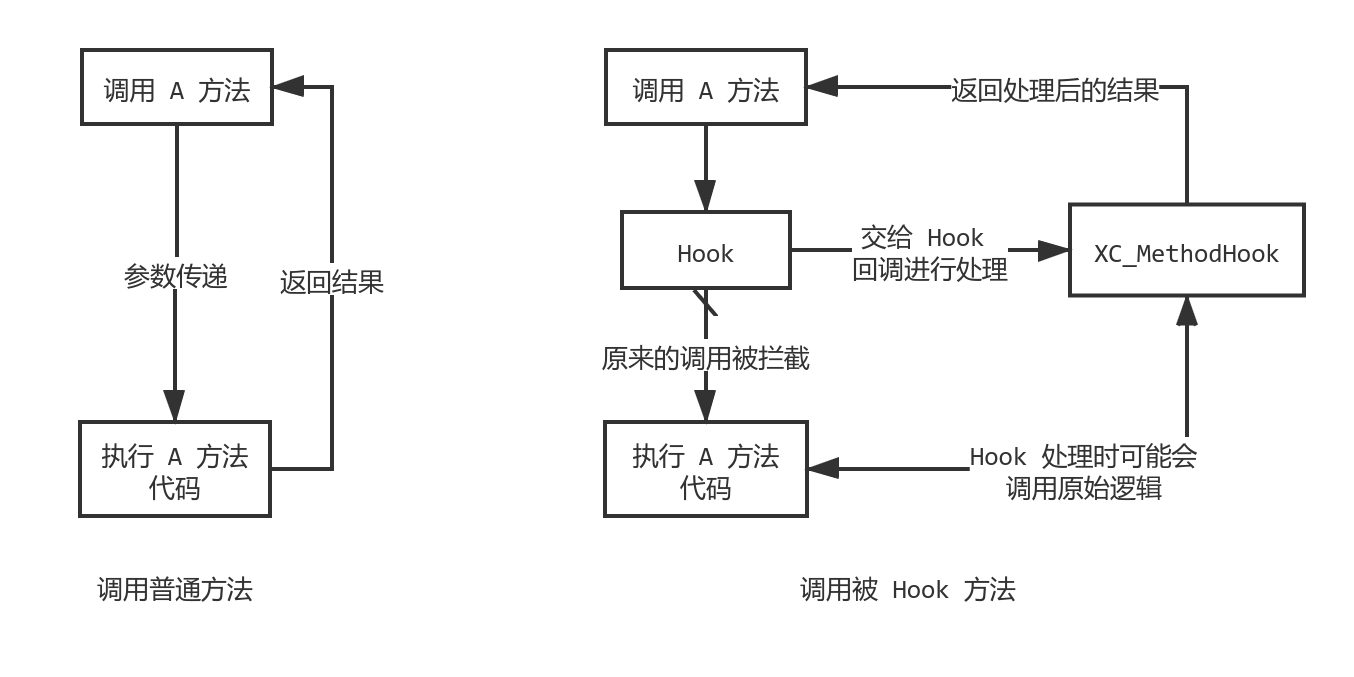 调用 A 方法
参数传递
返回结果
执行 A 方法
代码
调用普通方法
调用 A 方法
返回处理后的结果
Hook
交给 Hook
回调进行处理
XC_MethodHook
原来的调用被拦截
执行 A 方法
代码
Hook 处理时可能会
调用原始逻辑
调用被 Hook 方法